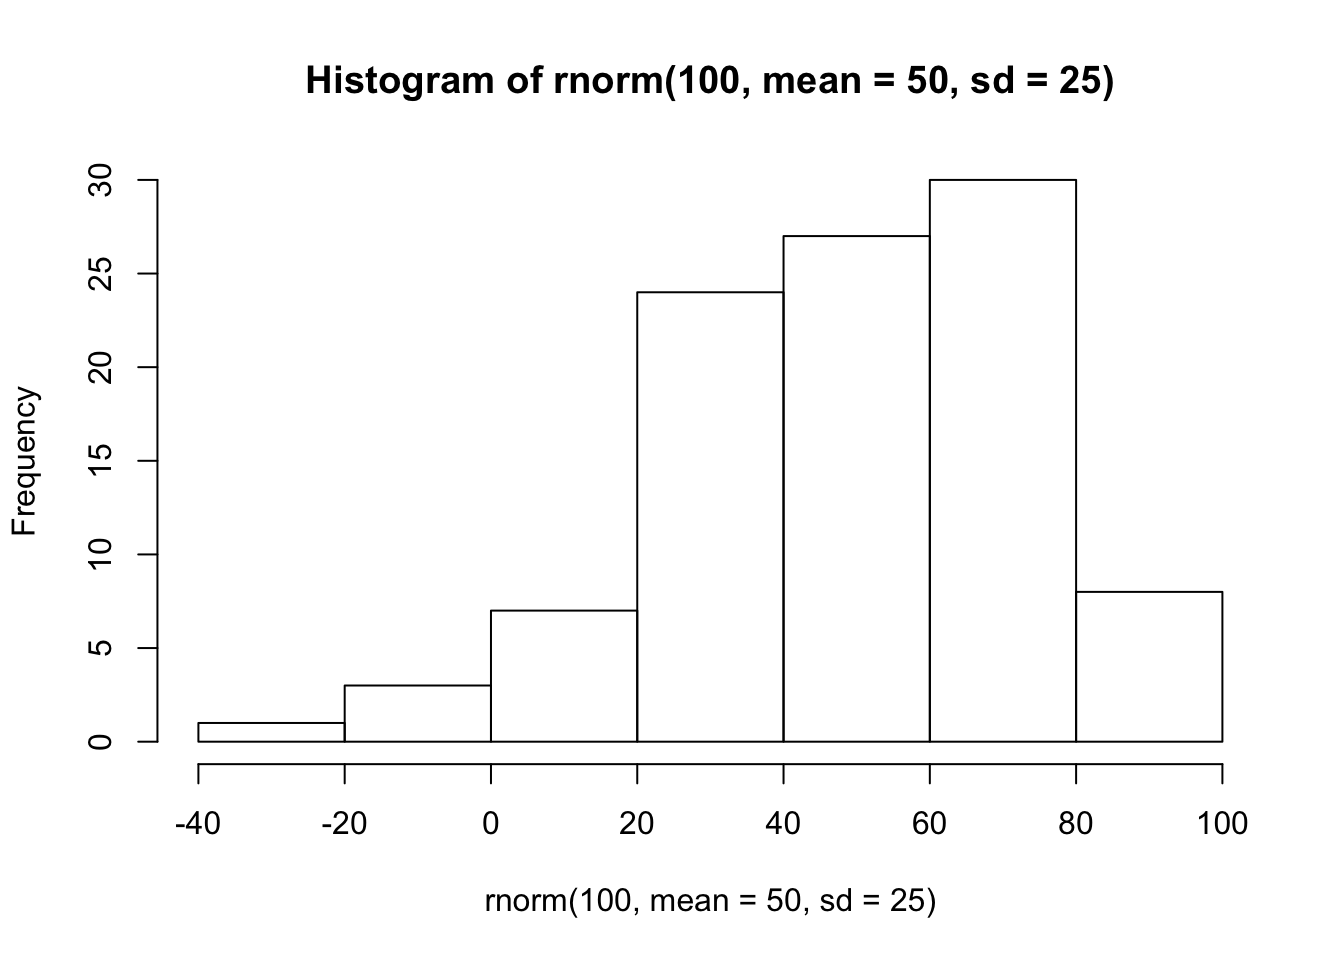 Histogram of rnorm(100, mean = 50, sd = 25)
30
25
20
15
10
5
0
Frequency
-40 -20 0 20 40 60 80 100
rnorm(100, mean = 50, sd = 25)